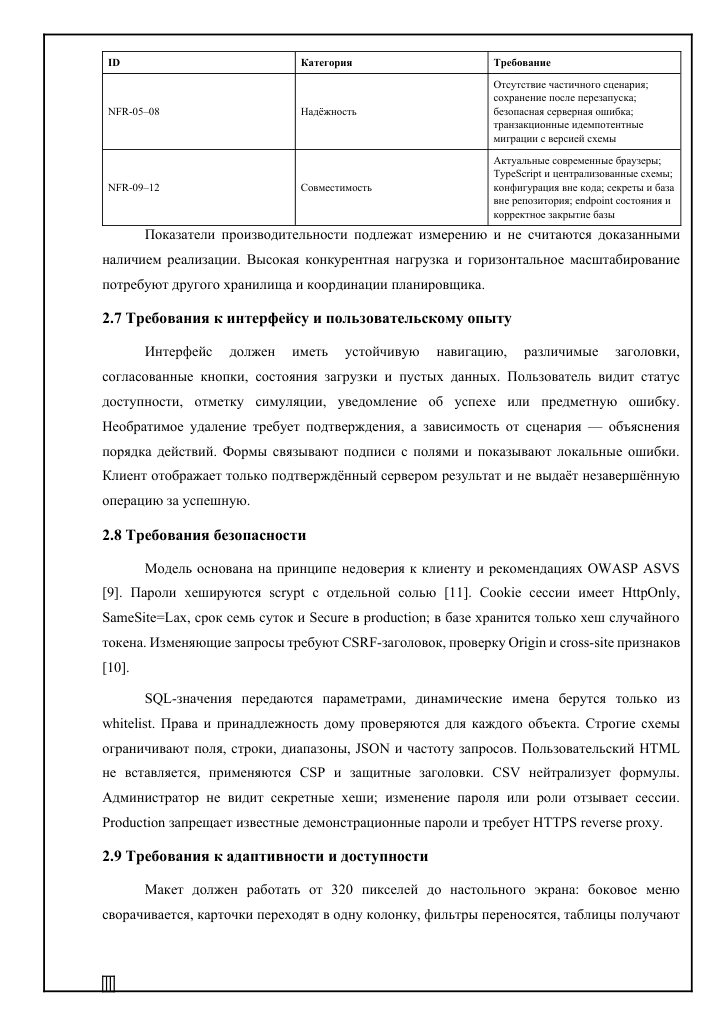 ID Категория Требование
Отсутствие частичного сценария;
сохранение после перезапуска;
NFR-05–08 Надёжность безопасная серверная ошибка;
транзакционные идемпотентные
миграции с версией схемы
Актуальные современные браузеры;
TypeScript и централизованные схемы;
NFR-09–12 Совместимость конфигурация вне кода; секреты и база
вне репозитория; endpoint состояния и
корректное закрытие базы
Показатели производительности подлежат измерению и не считаются доказанными
наличием реализации. Высокая конкурентная нагрузка и горизонтальное масштабирование
потребуют другого хранилища и координации планировщика.
2.7 Требования к интерфейсу и пользовательскому опыту
Интерфейс должен иметь устойчивую навигацию, различимые заголовки,
согласованные кнопки, состояния загрузки и пустых данных. Пользователь видит статус
доступности, отметку симуляции, уведомление об успехе или предметную ошибку.
Необратимое удаление требует подтверждения, а зависимость от сценария — объяснения
порядка действий. Формы связывают подписи с полями и показывают локальные ошибки.
Клиент отображает только подтверждённый сервером результат и не выдаёт незавершённую
операцию за успешную.
2.8 Требования безопасности
Модель основана на принципе недоверия к клиенту и рекомендациях OWASP ASVS
[9]. Пароли хешируются scrypt с отдельной солью [11]. Cookie сессии имеет HttpOnly,
SameSite=Lax, срок семь суток и Secure в production; в базе хранится только хеш случайного
токена. Изменяющие запросы требуют CSRF-заголовок, проверку Origin и cross-site признаков
[10].
SQL-значения передаются параметрами, динамические имена берутся только из
whitelist. Права и принадлежность дому проверяются для каждого объекта. Строгие схемы
ограничивают поля, строки, диапазоны, JSON и частоту запросов. Пользовательский HTML
не вставляется, применяются CSP и защитные заголовки. CSV нейтрализует формулы.
Администратор не видит секретные хеши; изменение пароля или роли отзывает сессии.
Production запрещает известные демонстрационные пароли и требует HTTPS reverse proxy.
2.9 Требования к адаптивности и доступности
Макет должен работать от 320 пикселей до настольного экрана: боковое меню
сворачивается, карточки переходят в одну колонку, фильтры переносятся, таблицы получают